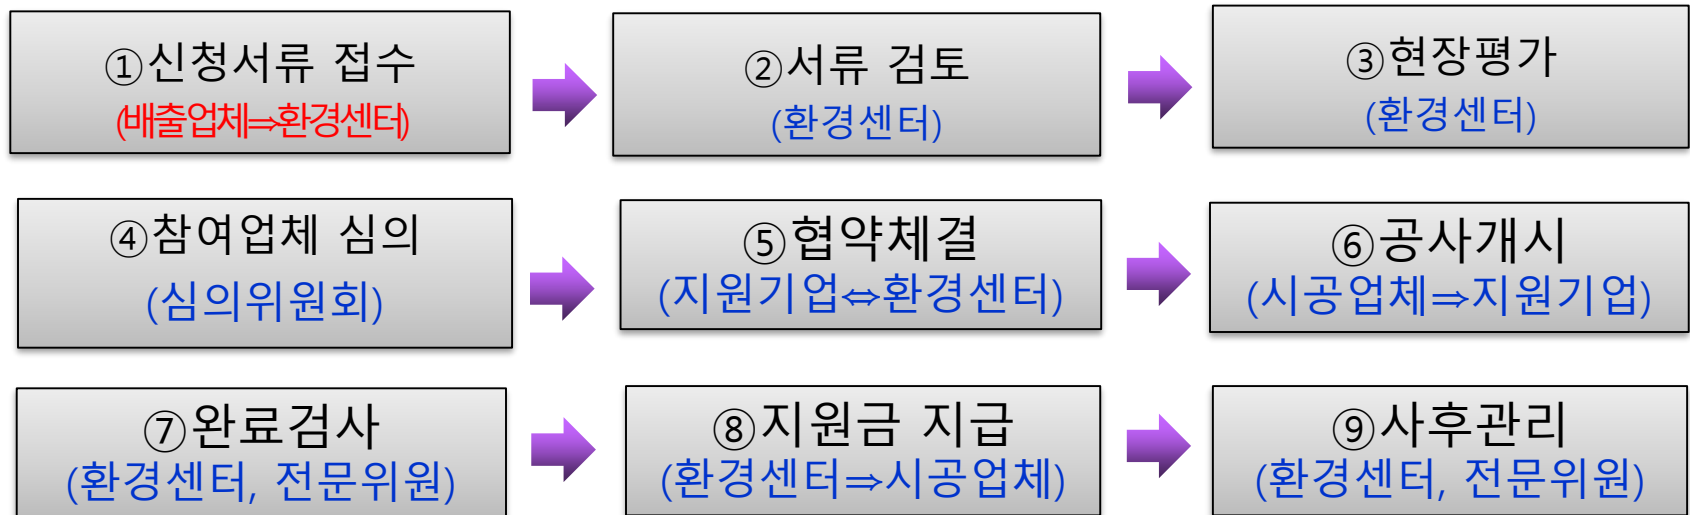 ①신청서류 접수
(배출업체⇒환경센터)
②서류 검토
(환경센터)
③현장평가
(환경센터)
④참여업체 심의
(심의위원회)
⑤협약체결
(지원기업⇔환경센터)
⑥공사개시
(시공업체⇒지원기업)
⑦완료검사
(환경센터, 전문위원)
⑧지원금 지급
(환경센터⇒시공업체)
⑨사후관리
(환경센터, 전문위원)